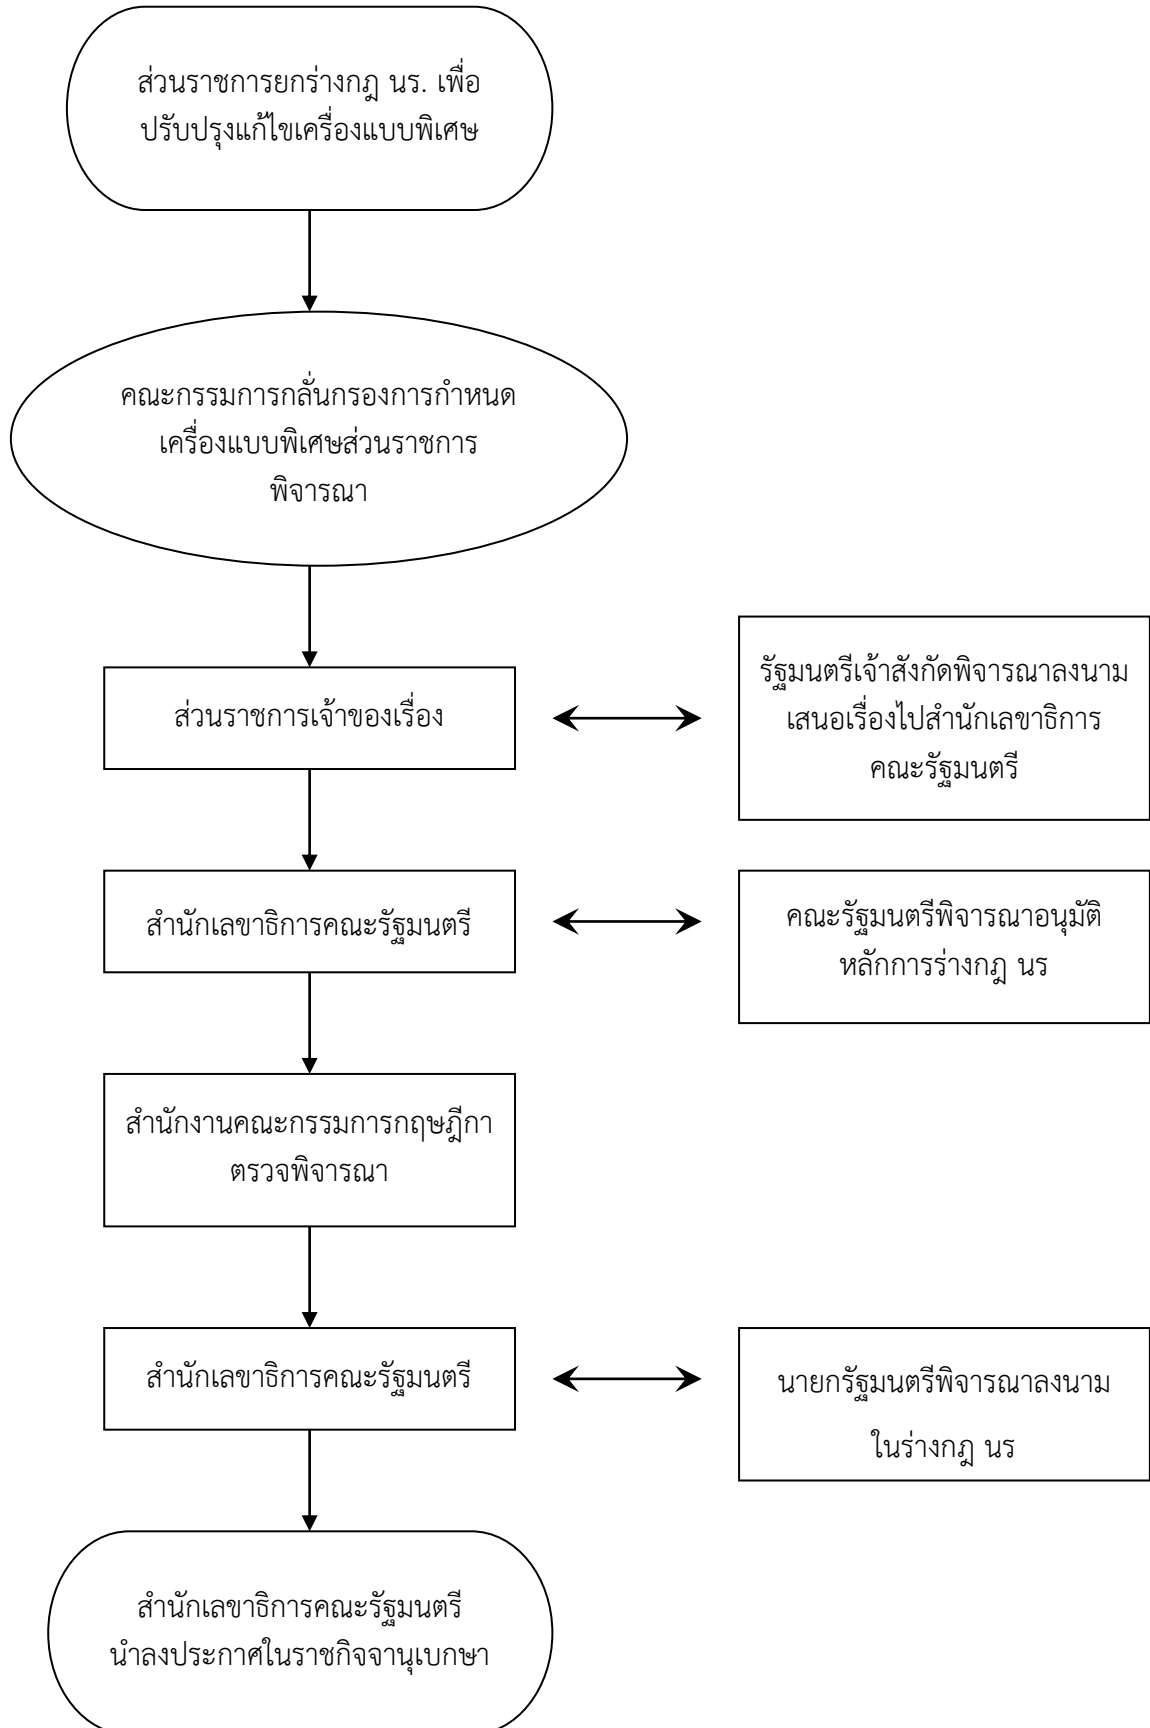 ส่วนราชการยกร่างกฎ นร. เพื่อ
ปรับปรุงแก้ไขเครื่องแบบพิเศษ
คณะกรรมการกลั่นกรองการกำหนด
เครื่องแบบพิเศษส่วนราชการ
พิจารณา
ส่วนราชการเจ้าของเรื่อง
รัฐมนตรีเจ้าสังกัดพิจารณาลงนาม
เสนอเรื่องไปสำนักเลขาธิการ
คณะรัฐมนตรี
สำนักเลขาธิการคณะรัฐมนตรี
คณะรัฐมนตรีพิจารณาอนุมัติ
หลักการร่างกฎ นร
สำนักงานคณะกรรมการกฤษฎีกา
ตรวจพิจารณา
สำนักเลขาธิการคณะรัฐมนตรี
นายกรัฐมนตรีพิจารณาลงนาม
ในร่างกฎ นร
สำนักเลขาธิการคณะรัฐมนตรี
นำลงประกาศในราชกิจจานุเบกษา